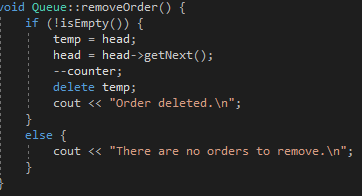 void Queue::removeOrder() {
    if (!isEmpty()) {
        temp = head;
        head = head->getNext();
        --counter;
        delete temp;
        cout << "Order deleted.\n";
    }
    else {
        cout << "There are no orders to remove.\n";
    }
}